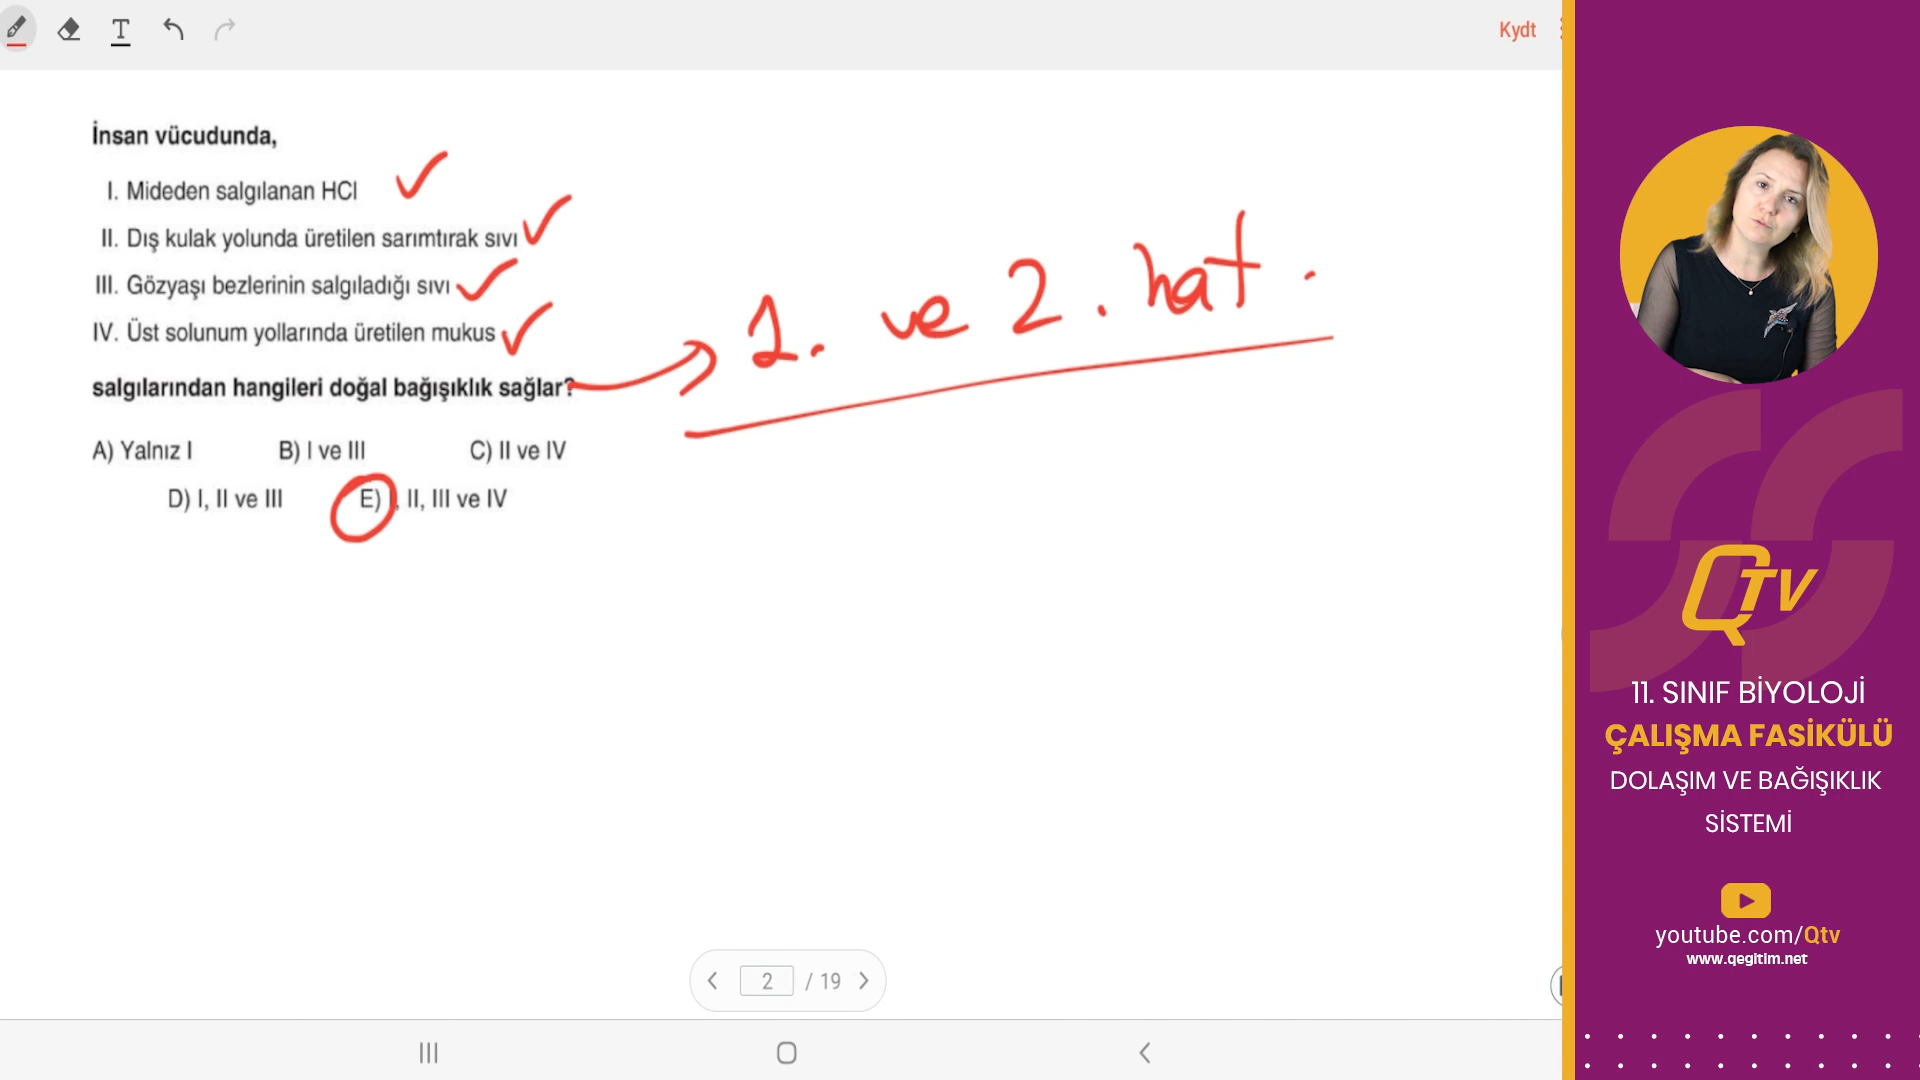 T
Kydt
İnsan vücudunda,
I. Mideden salgılanan HCl
II. Dış kulak yolunda üretilen sarımtırak sıvı
III. Gözyaşı bezlerinin salgıladığı sıvı
IV. Üst solunum yollarında üretilen mukus
salgılarından hangileri doğal bağışıklık sağlar?
1. ve 2. hat.
A) Yalnız I B) I ve III C) II ve IV
D) I, II ve III E) I, II, III ve IV
2 / 19
QTV
11. SINIF BİYOLOJİ
ÇALIŞMA FASİKÜLÜ
DOLAŞIM VE BAĞIŞIKLIK
SİSTEMİ
youtube.com/Qtv
www.qegitim.net